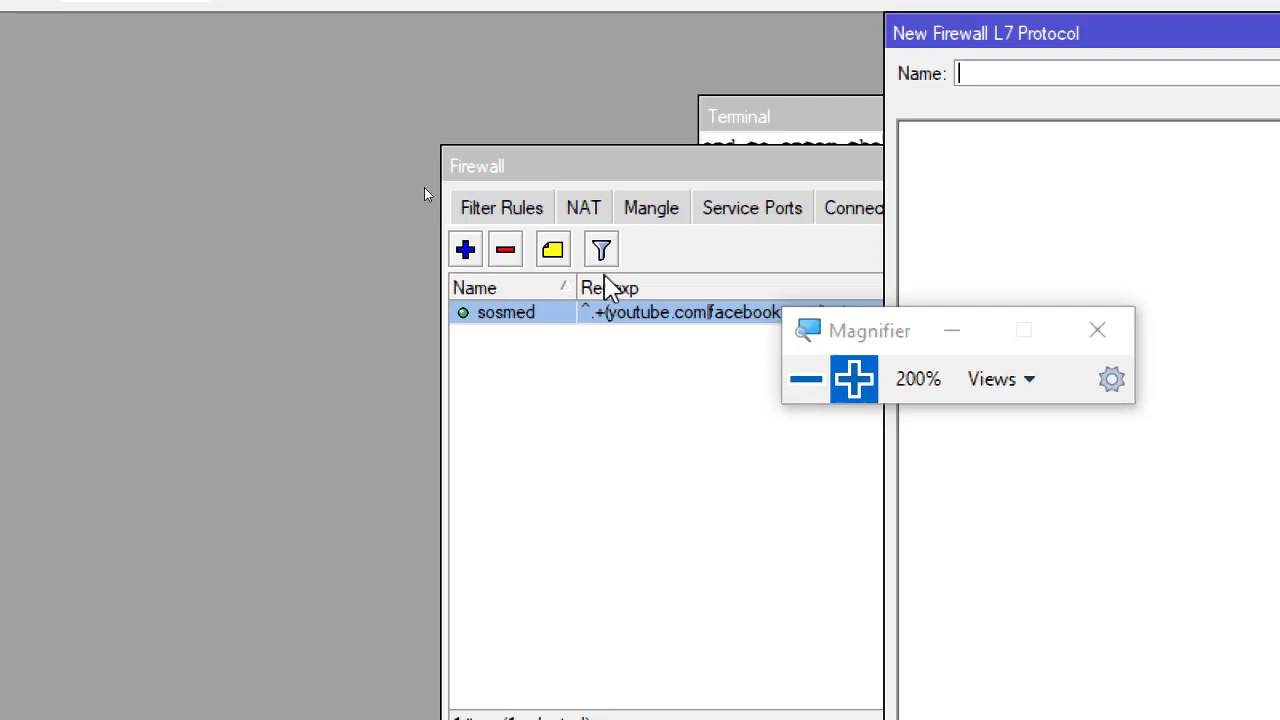 New Firewall L7 Protocol
Name:
Terminal
Firewall
Filter Rules NAT Mangle Service Ports Connec
Name
sosmed ^.+(youtube.com|facebook
Magnifier
200% Views